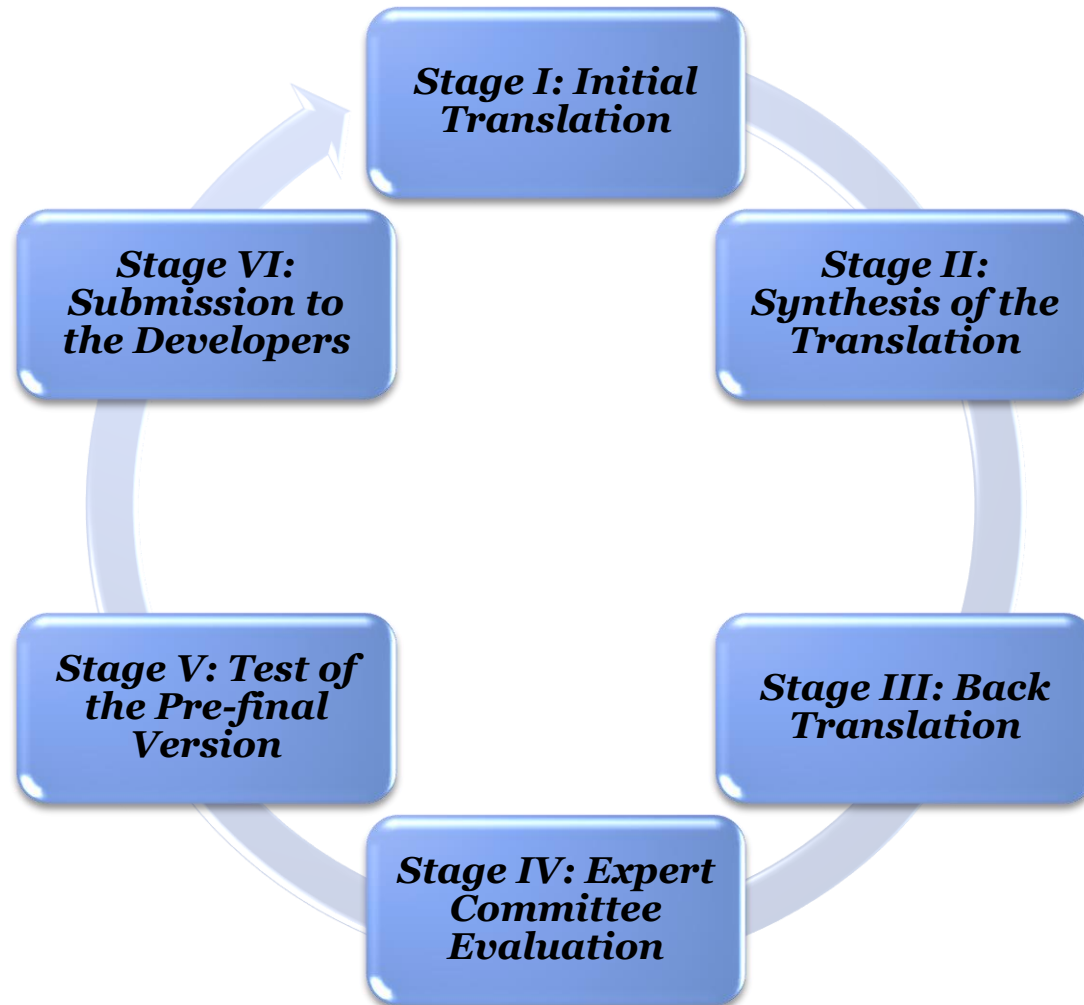 Stage I: Initial
Translation
Stage II:
Synthesis of the
Translation
Stage III: Back
Translation
Stage IV: Expert
Committee
Evaluation
Stage V: Test of
the Pre-final
Version
Stage VI:
Submission to
the Developers